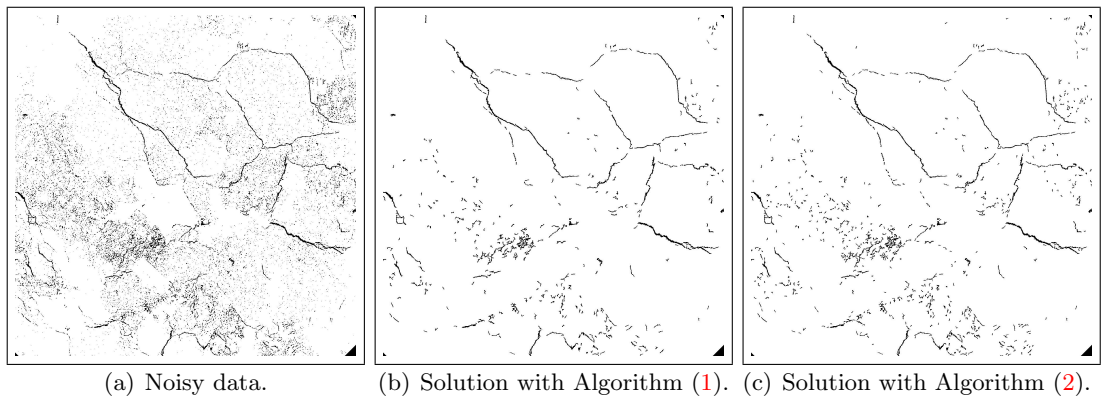 (a) Noisy data.
(b) Solution with Algorithm (1).
(c) Solution with Algorithm (2).